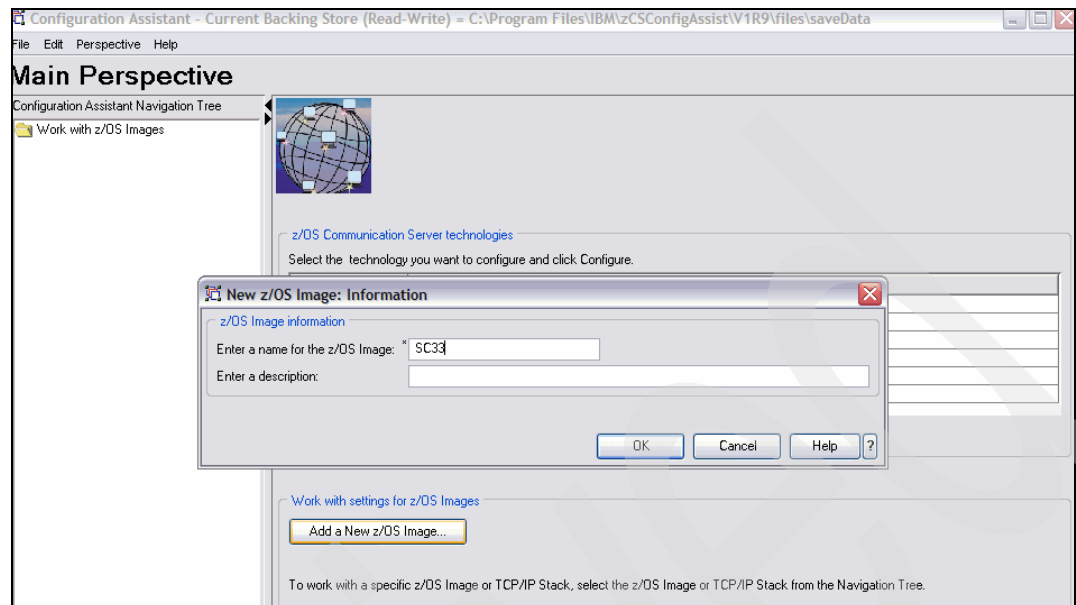 Configuration Assistant - Current Backing Store (Read-Write) = C:\Program Files\IBM\zCSConfigAssist\V1R9\files\saveData
File Edit Perspective Help
Main Perspective
Configuration Assistant Navigation Tree
Work with z/OS Images
z/OS Communication Server technologies
Select the technology you want to configure and click Configure.
New z/OS Image: Information
z/OS Image information
Enter a name for the z/OS Image: * SC33
Enter a description:
OK Cancel Help ?
Work with settings for z/OS Images
Add a New z/OS Image...
To work with a specific z/OS Image or TCP/IP Stack, select the z/OS Image or TCP/IP Stack from the Navigation Tree.